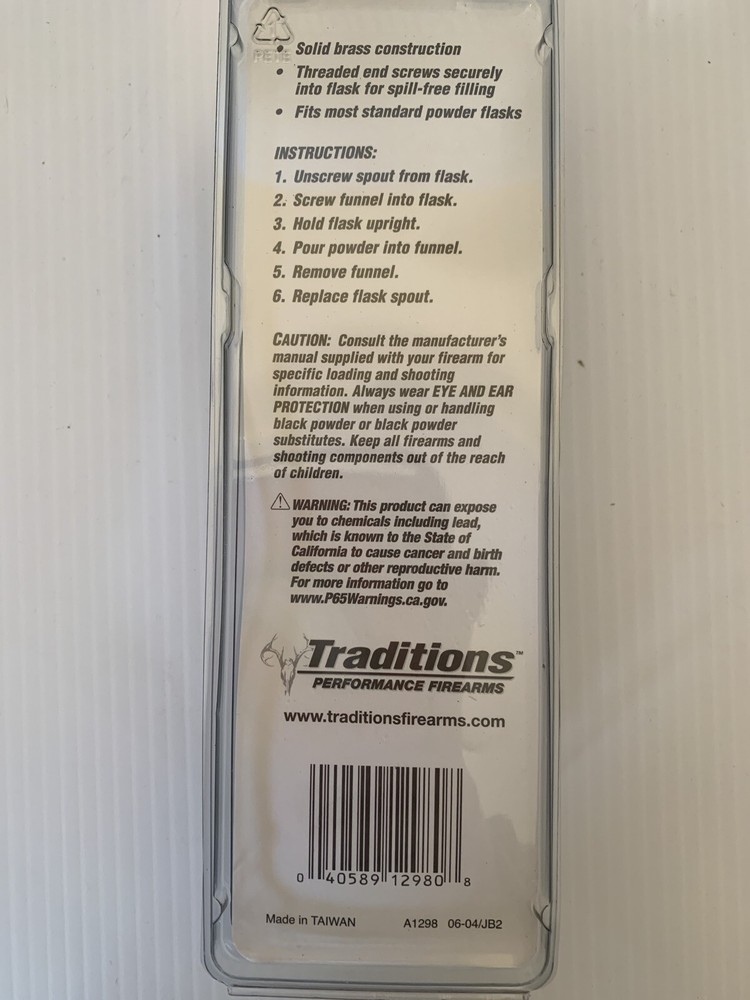 PETE
• Solid brass construction
• Threaded end screws securely
into flask for spill-free filling
• Fits most standard powder flasks
INSTRUCTIONS:
1. Unscrew spout from flask.
2. Screw funnel into flask.
3. Hold flask upright.
4. Pour powder into funnel.
5. Remove funnel.
6. Replace flask spout.
CAUTION: Consult the manufacturer's
manual supplied with your firearm for
specific loading and shooting
information. Always wear EYE AND EAR
PROTECTION when using or handling
black powder or black powder
substitutes. Keep all firearms and
shooting components out of the reach
of children.
⚠ WARNING: This product can expose
you to chemicals including lead,
which is known to the State of
California to cause cancer and birth
defects or other reproductive harm.
For more information go to
www.P65Warnings.ca.gov.
Traditions™
PERFORMANCE FIREARMS
www.traditionsfirearms.com
0 40589 12980 8
Made in TAIWAN A1298 06-04/JB2